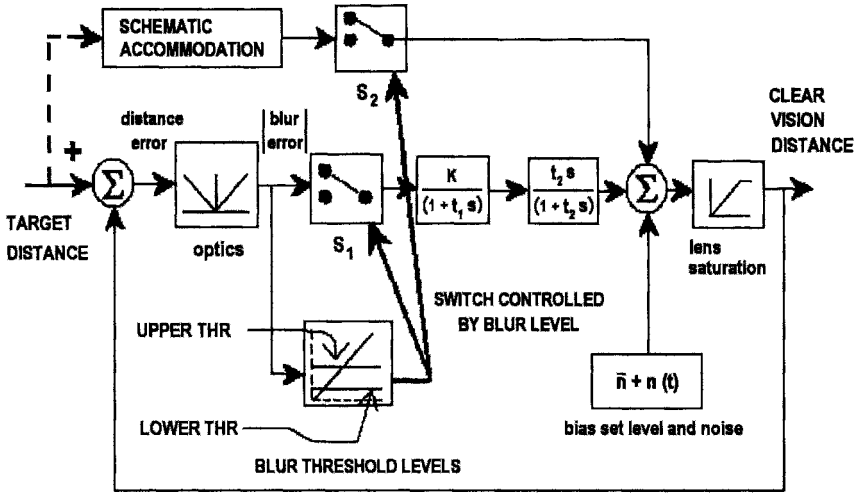 SCHEMATIC
ACCOMMODATION
S₂
CLEAR
VISION
DISTANCE
distance
error
|blur
error|
+
Σ
K
(1 + t₁ s)
t₂ s
(1 + t₂ s)
Σ
TARGET
DISTANCE
optics
S₁
lens
saturation
SWITCH CONTROLLED
BY BLUR LEVEL
UPPER THR
n̄ + n (t)
LOWER THR
bias set level and noise
BLUR THRESHOLD LEVELS